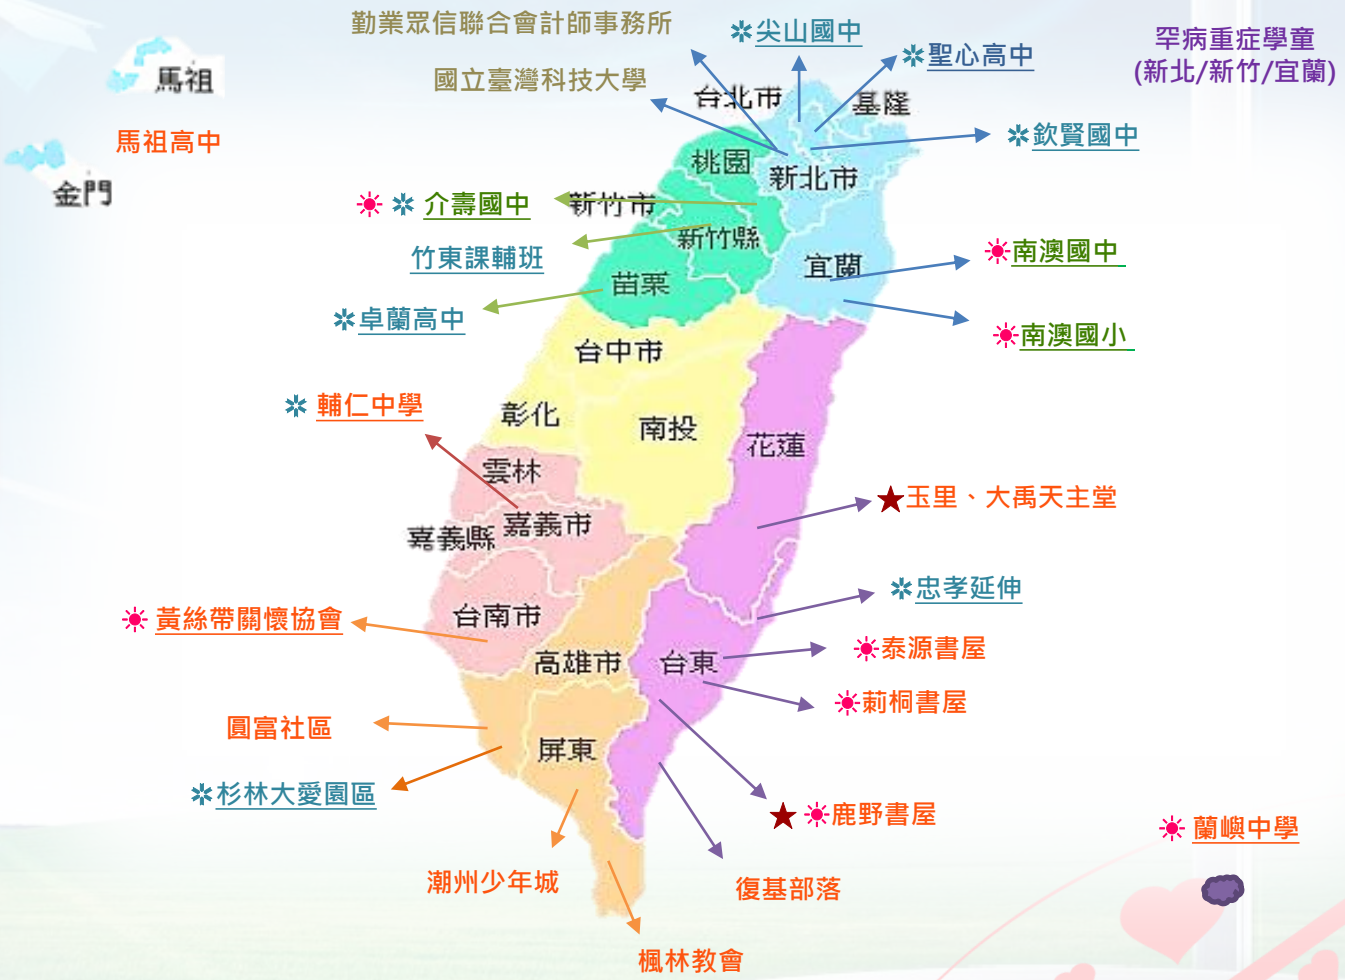 勤業眾信聯合會計師事務所
尖山國中
聖心高中
罕病重症學童
(新北/新竹/宜蘭)
馬祖
國立臺灣科技大學
台北市
基隆
馬祖高中
欽賢國中
桃園
新北市
金門
介壽國中
新竹市
新竹縣
竹東課輔班
南澳國中
宜蘭
苗栗
卓蘭高中
南澳國小
台中市
輔仁中學
彰化
南投
花蓮
雲林
玉里、大禹天主堂
嘉義縣
嘉義市
忠孝延伸
黃絲帶關懷協會
台南市
泰源書屋
高雄市
台東
莿桐書屋
圓富社區
屏東
杉林大愛園區
鹿野書屋
蘭嶼中學
潮州少年城
復基部落
楓林教會